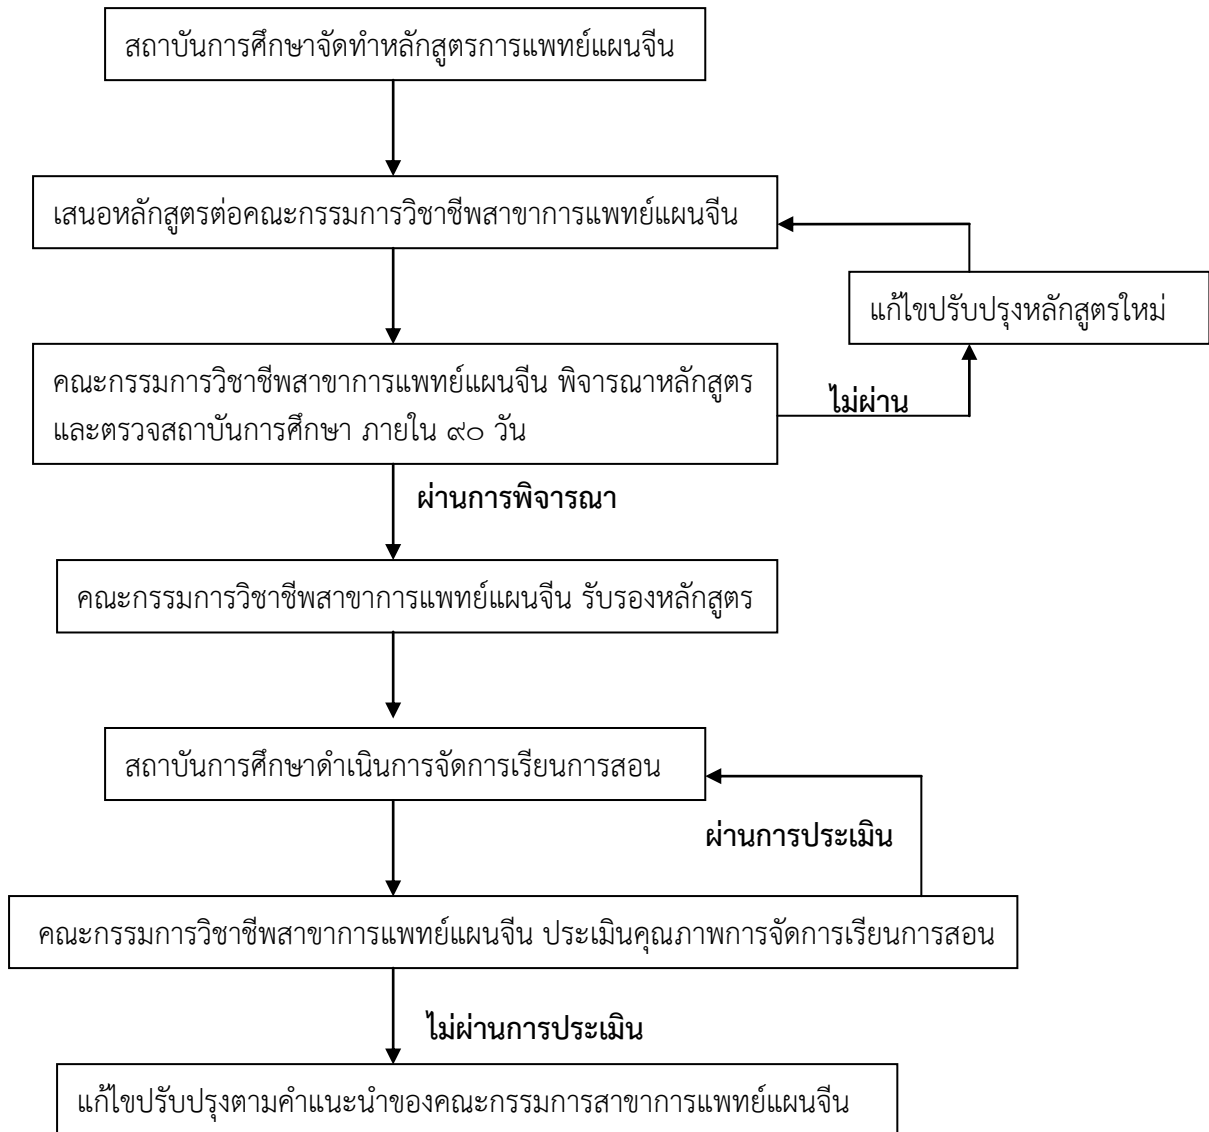 สถาบันการศึกษาจัดทำหลักสูตรการแพทย์แผนจีน
เสนอหลักสูตรต่อคณะกรรมการวิชาชีพสาขาการแพทย์แผนจีน
แก้ไขปรับปรุงหลักสูตรใหม่
คณะกรรมการวิชาชีพสาขาการแพทย์แผนจีน พิจารณาหลักสูตร
และตรวจสถาบันการศึกษา ภายใน ๙๐ วัน
ไม่ผ่าน
ผ่านการพิจารณา
คณะกรรมการวิชาชีพสาขาการแพทย์แผนจีน รับรองหลักสูตร
สถาบันการศึกษาดำเนินการจัดการเรียนการสอน
ผ่านการประเมิน
คณะกรรมการวิชาชีพสาขาการแพทย์แผนจีน ประเมินคุณภาพการจัดการเรียนการสอน
ไม่ผ่านการประเมิน
แก้ไขปรับปรุงตามคำแนะนำของคณะกรรมการสาขาการแพทย์แผนจีน